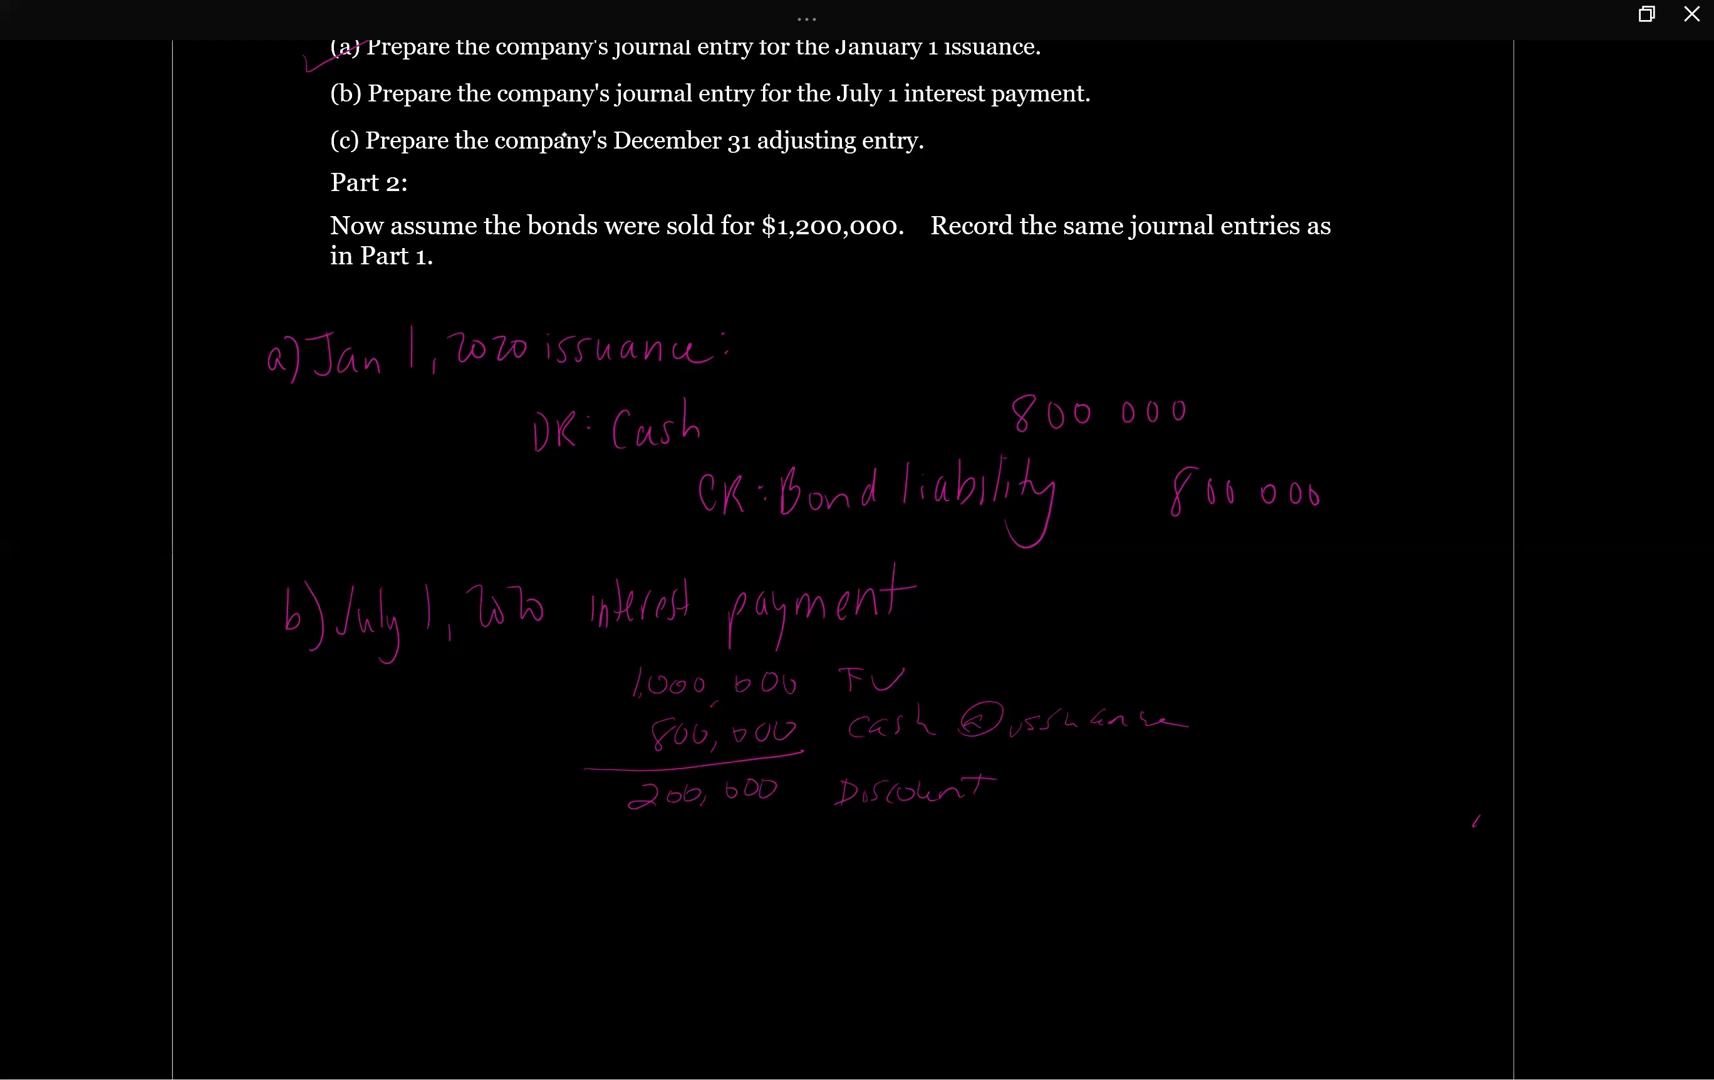 (a) Prepare the company's journal entry for the January 1 issuance.
(b) Prepare the company's journal entry for the July 1 interest payment.
(c) Prepare the company's December 31 adjusting entry.
Part 2:
Now assume the bonds were sold for $1,200,000. Record the same journal entries as
in Part 1.
a) Jan 1, 2020 issuance:
DR: Cash 800 000
CR: Bond liability 800 000
b) July 1, 2020 interest payment
1,000,000 FV
800,000 Cash @ issuance
200,000 Discount